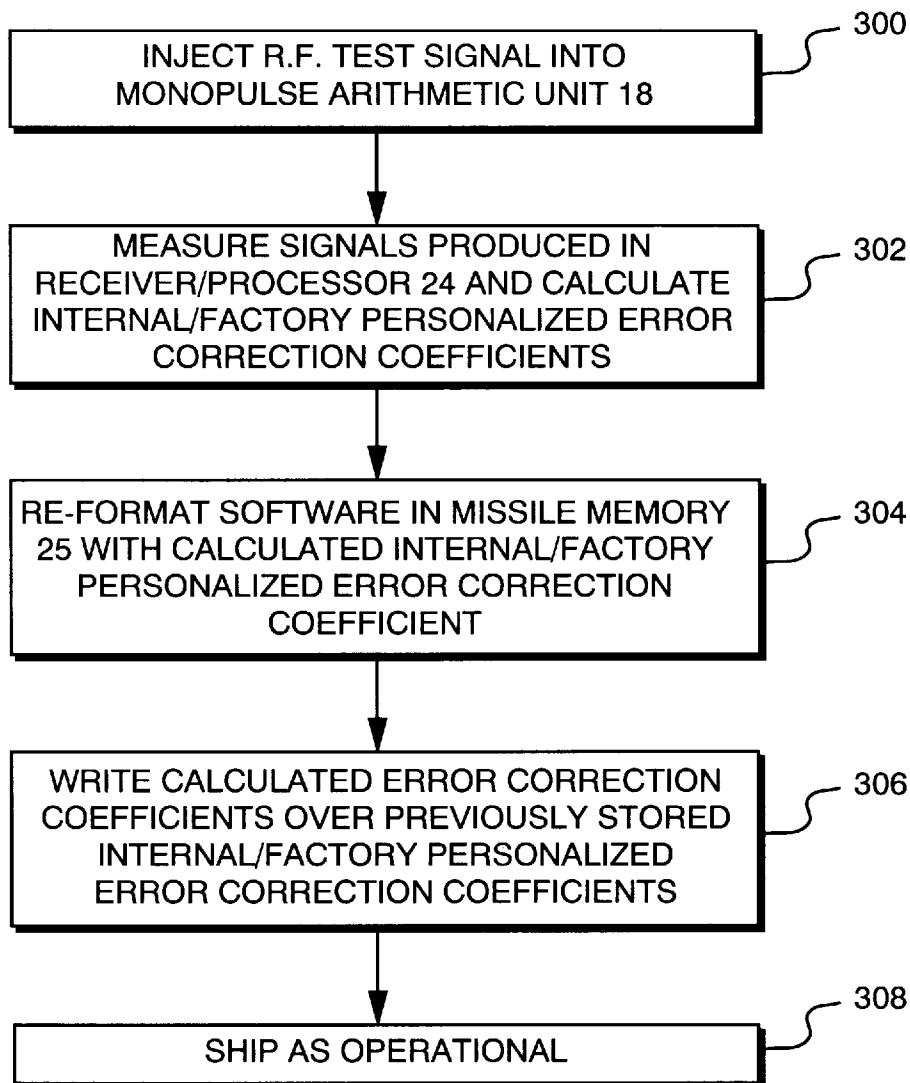 300
INJECT R.F. TEST SIGNAL INTO
MONOPULSE ARITHMETIC UNIT 18
302
MEASURE SIGNALS PRODUCED IN
RECEIVER/PROCESSOR 24 AND CALCULATE
INTERNAL/FACTORY PERSONALIZED ERROR
CORRECTION COEFFICIENTS
304
RE-FORMAT SOFTWARE IN MISSILE MEMORY
25 WITH CALCULATED INTERNAL/FACTORY
PERSONALIZED ERROR CORRECTION
COEFFICIENT
306
WRITE CALCULATED ERROR CORRECTION
COEFFICIENTS OVER PREVIOUSLY STORED
INTERNAL/FACTORY PERSONALIZED
ERROR CORRECTION COEFFICIENTS
308
SHIP AS OPERATIONAL